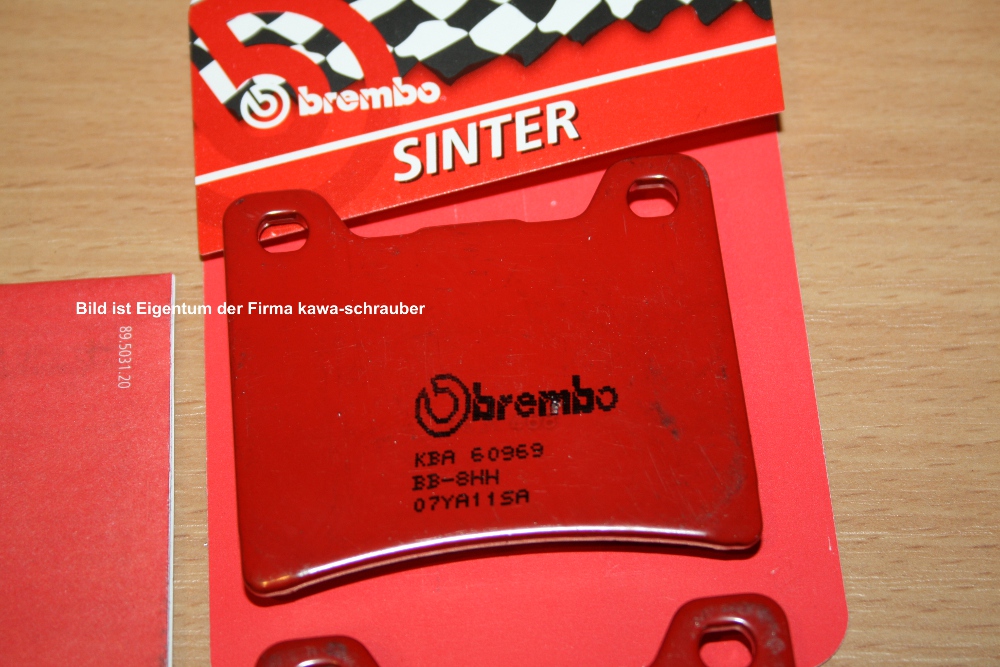 brembo
SINTER
Bild ist Eigentum der Firma kawa-schrauber
89.5031.20
brembo
KBA 60969
BB-8HH
07YA11SA